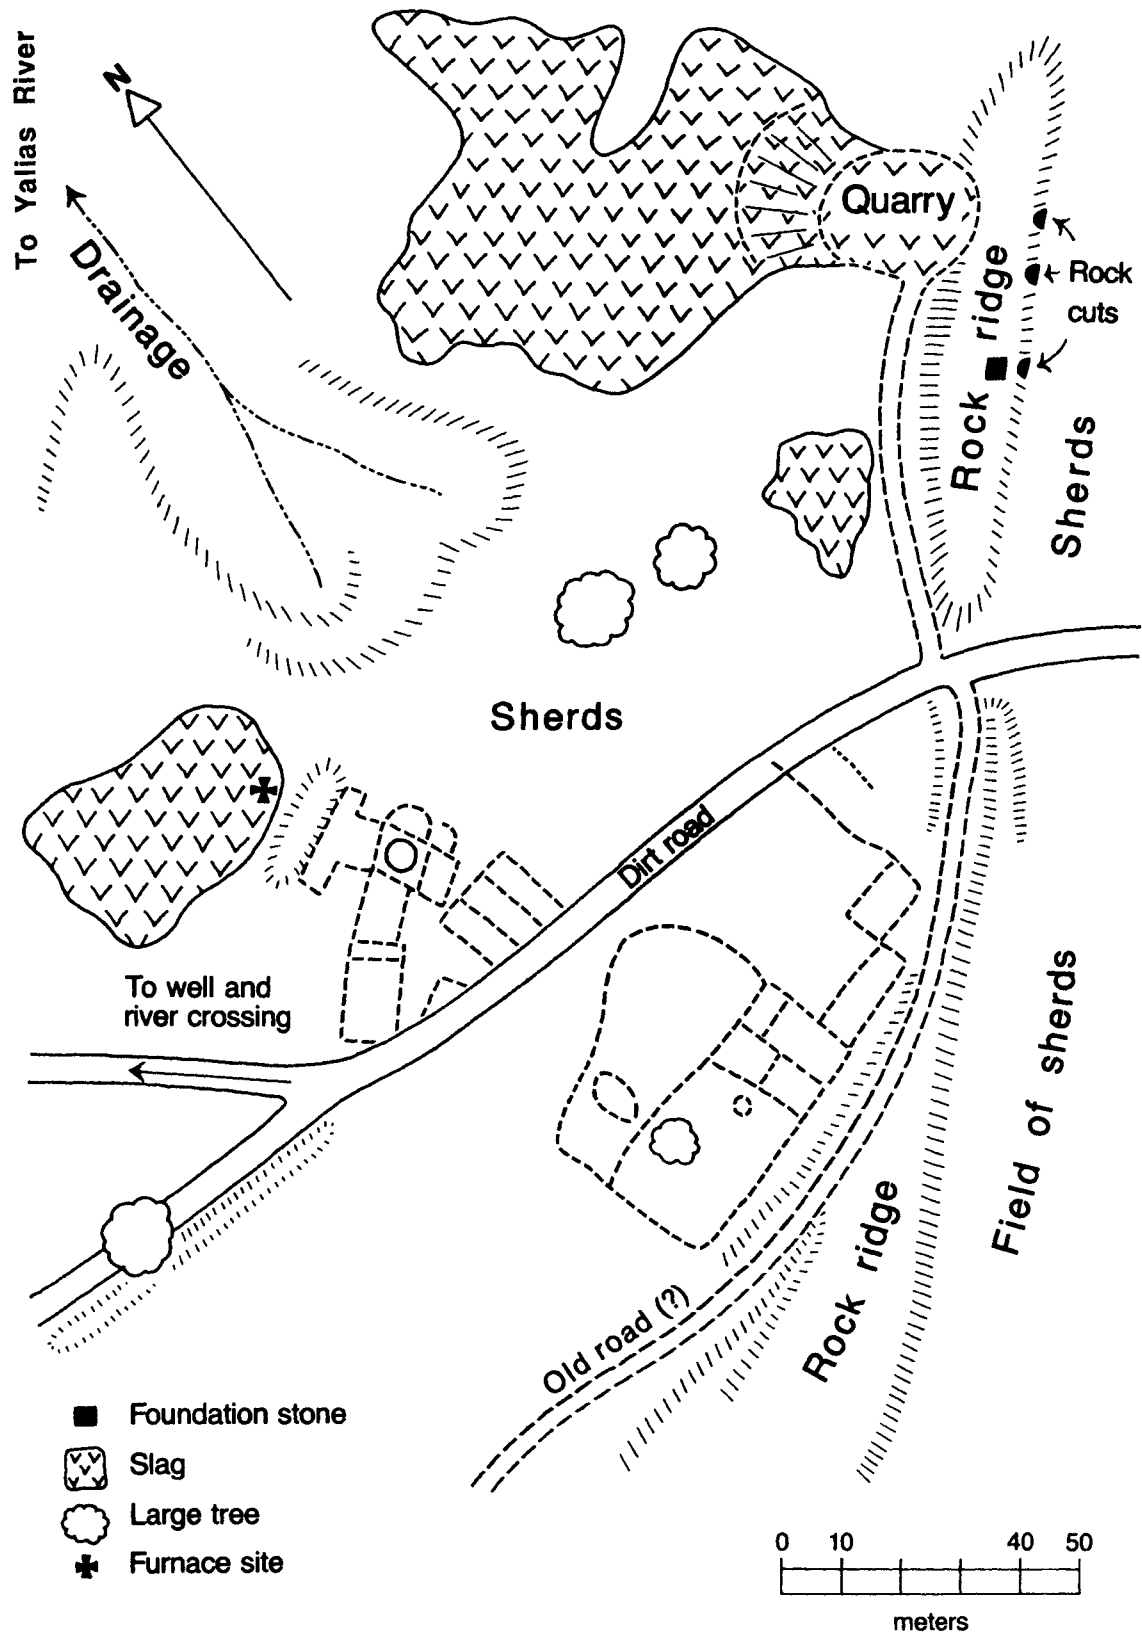 To Yalias River
N
Drainage
Quarry
Rock ridge
Rock
cuts
Sherds
Sherds
Dirt road
To well and
river crossing
Field of sherds
Rock ridge
Old road (?)
Foundation stone
Slag
Large tree
Furnace site
0 10 40 50
meters